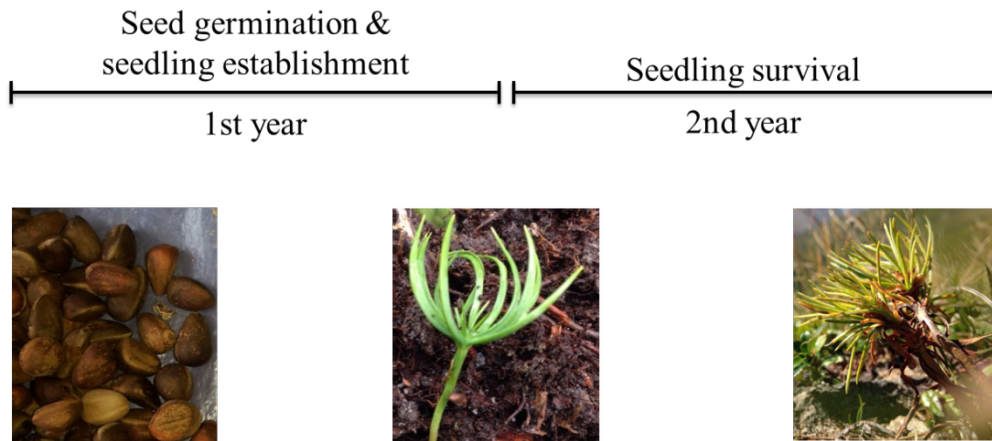 Seed germination &
seedling establishment
1st year
Seedling survival
2nd year